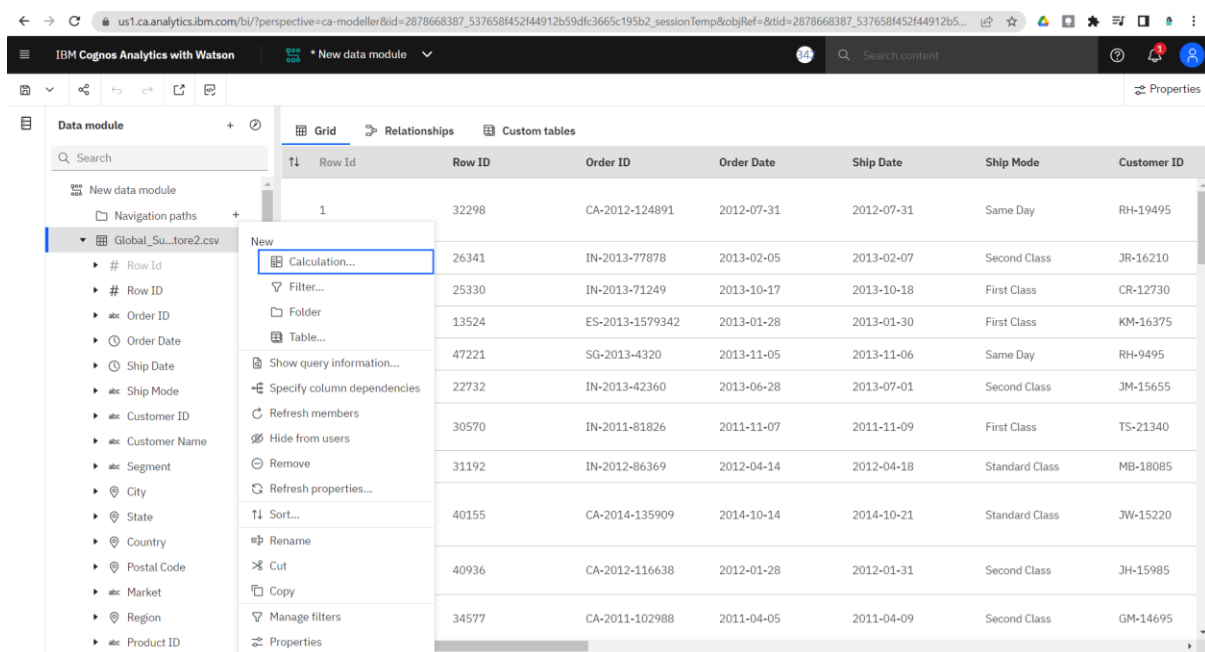 us1.ca.analytics.ibm.com/bi/?perspective=ca-modeller&id=2878668387_537658f452f44912b59dfc3665c195b2_sessionTemp&objRef=&tid=2878668387_537658f452f44912b5...
IBM Cognos Analytics with Watson
* New data module
Search content
1
Properties
Data module
Grid
Relationships
Custom tables
Search
Row Id Row ID Order ID Order Date Ship Date Ship Mode Customer ID
New data module
Navigation paths +
Global_Su...tore2.csv
# Row Id
# Row ID
abc Order ID
Order Date
Ship Date
abc Ship Mode
abc Customer ID
abc Customer Name
abc Segment
City
State
Country
Postal Code
abc Market
Region
abc Product ID
New
Calculation...
Filter...
Folder
Table...
Show query information...
Specify column dependencies
Refresh members
Hide from users
Remove
Refresh properties...
Sort...
Rename
Cut
Copy
Manage filters
Properties
1 32298 CA-2012-124891 2012-07-31 2012-07-31 Same Day RH-19495
26341 IN-2013-77878 2013-02-05 2013-02-07 Second Class JR-16210
25330 IN-2013-71249 2013-10-17 2013-10-18 First Class CR-12730
13524 ES-2013-1579342 2013-01-28 2013-01-30 First Class KM-16375
47221 SG-2013-4320 2013-11-05 2013-11-06 Same Day RH-9495
22732 IN-2013-42360 2013-06-28 2013-07-01 Second Class JM-15655
30570 IN-2011-81826 2011-11-07 2011-11-09 First Class TS-21340
31192 IN-2012-86369 2012-04-14 2012-04-18 Standard Class MB-18085
40155 CA-2014-135909 2014-10-14 2014-10-21 Standard Class JW-15220
40936 CA-2012-116638 2012-01-28 2012-01-31 Second Class JH-15985
34577 CA-2011-102988 2011-04-05 2011-04-09 Second Class GM-14695